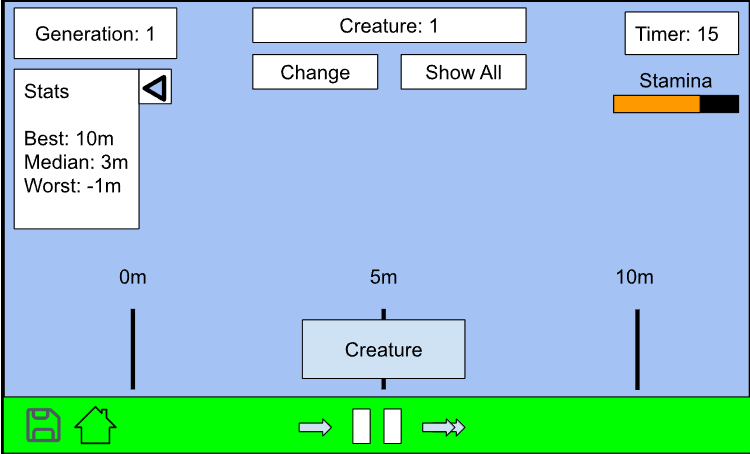 Generation: 1
Creature: 1
Timer: 15
Change
Show All
Stamina
Stats
Best: 10m
Median: 3m
Worst: -1m
0m
5m
10m
Creature